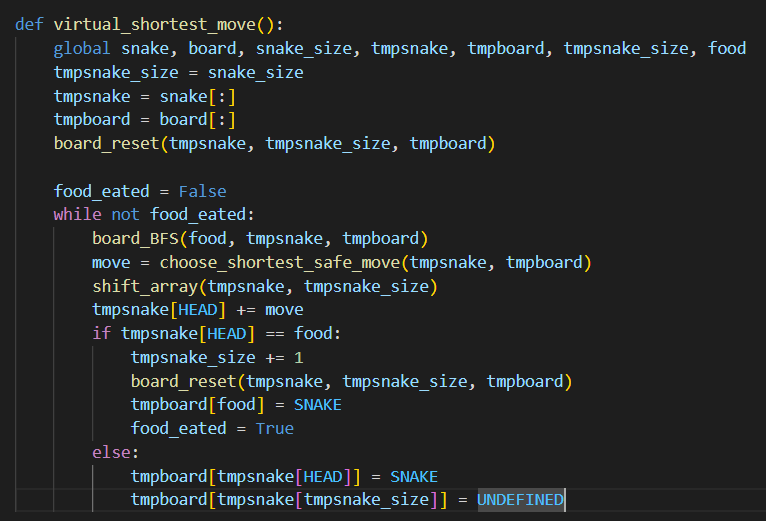 def virtual_shortest_move():
    global snake, board, snake_size, tmpsnake, tmpboard, tmpsnake_size, food
    tmpsnake_size = snake_size
    tmpsnake = snake[:]
    tmpboard = board[:]
    board_reset(tmpsnake, tmpsnake_size, tmpboard)

    food_eated = False
    while not food_eated:
        board_BFS(food, tmpsnake, tmpboard)
        move = choose_shortest_safe_move(tmpsnake, tmpboard)
        shift_array(tmpsnake, tmpsnake_size)
        tmpsnake[HEAD] += move
        if tmpsnake[HEAD] == food:
            tmpsnake_size += 1
            board_reset(tmpsnake, tmpsnake_size, tmpboard)
            tmpboard[food] = SNAKE
            food_eated = True
        else:
            tmpboard[tmpsnake[HEAD]] = SNAKE
            tmpboard[tmpsnake[tmpsnake_size]] = UNDEFINED